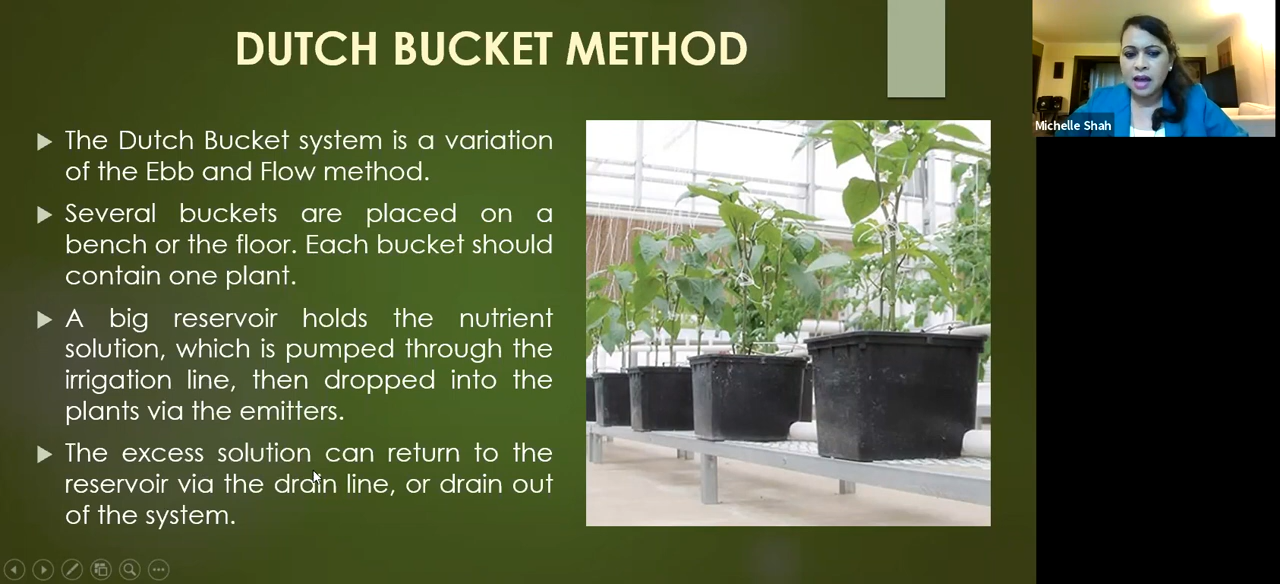 DUTCH BUCKET METHOD
The Dutch Bucket system is a variation
of the Ebb and Flow method.
Several buckets are placed on a
bench or the floor. Each bucket should
contain one plant.
A big reservoir holds the nutrient
solution, which is pumped through the
irrigation line, then dropped into the
plants via the emitters.
The excess solution can return to the
reservoir via the drain line, or drain out
of the system.
Michelle Shah